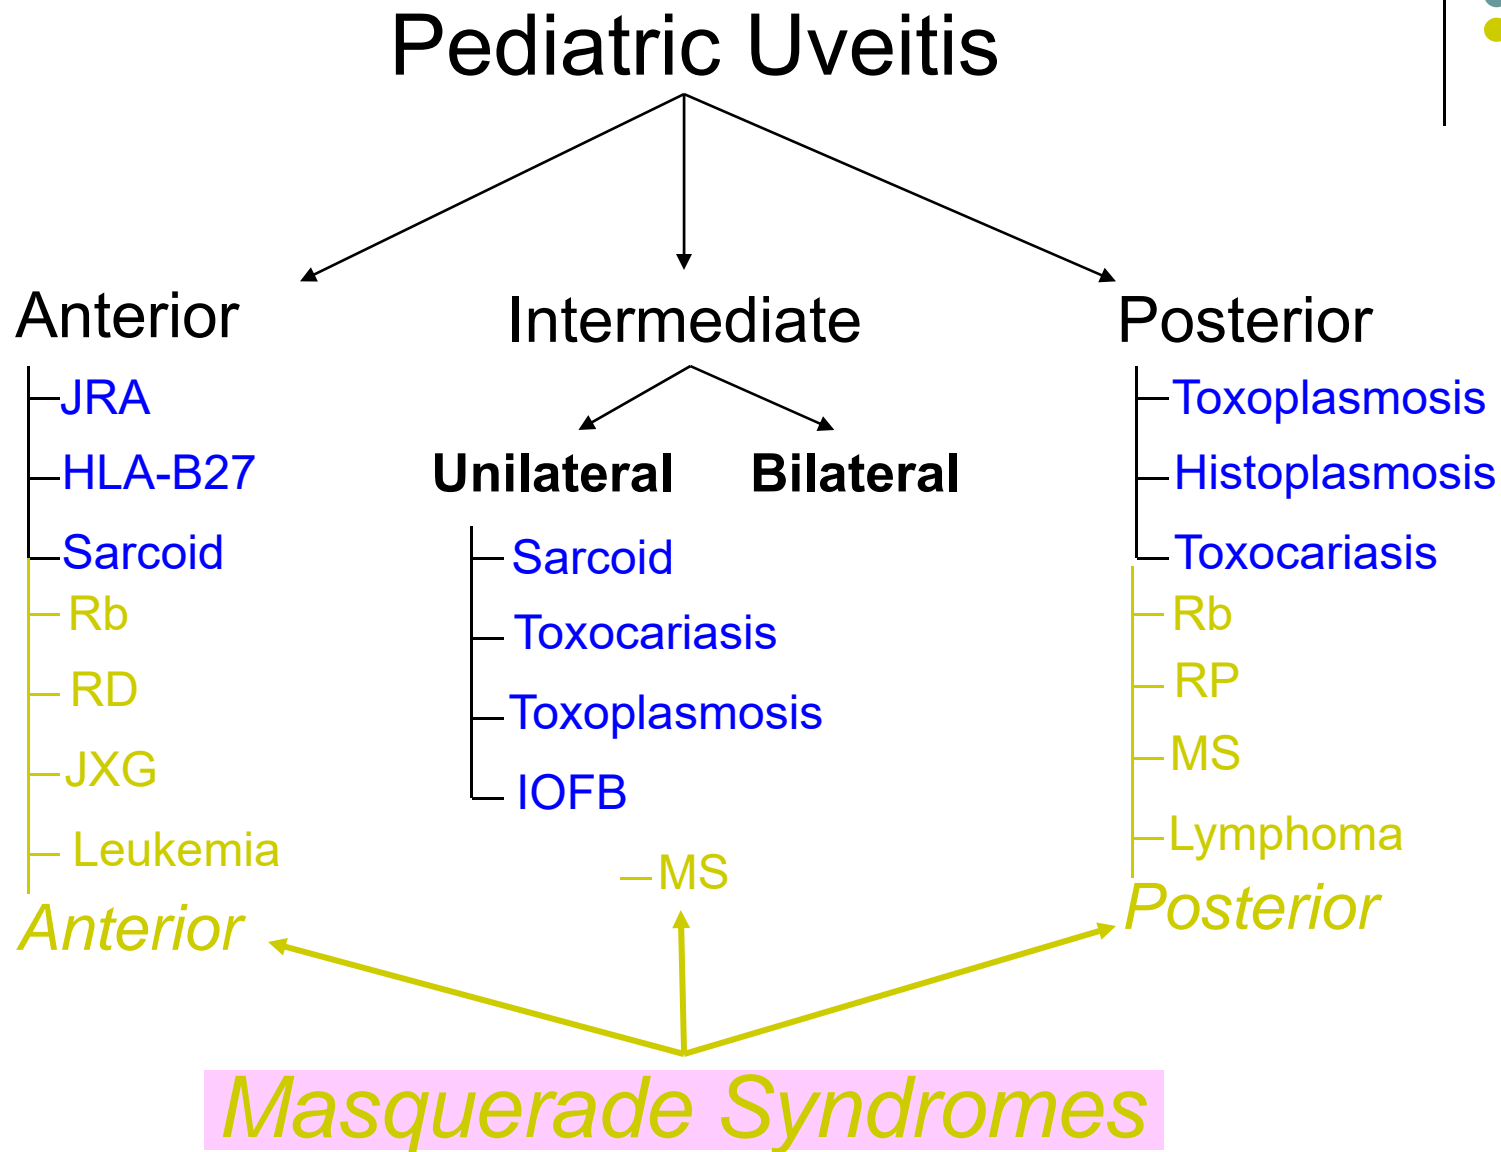 Pediatric Uveitis
Anterior
JRA
HLA-B27
Sarcoid
Rb
RD
JXG
Leukemia
Anterior
Intermediate
Unilateral
Sarcoid
Toxocariasis
Toxoplasmosis
IOFB
Bilateral
MS
Posterior
Toxoplasmosis
Histoplasmosis
Toxocariasis
Rb
RP
MS
Lymphoma
Posterior
Masquerade Syndromes